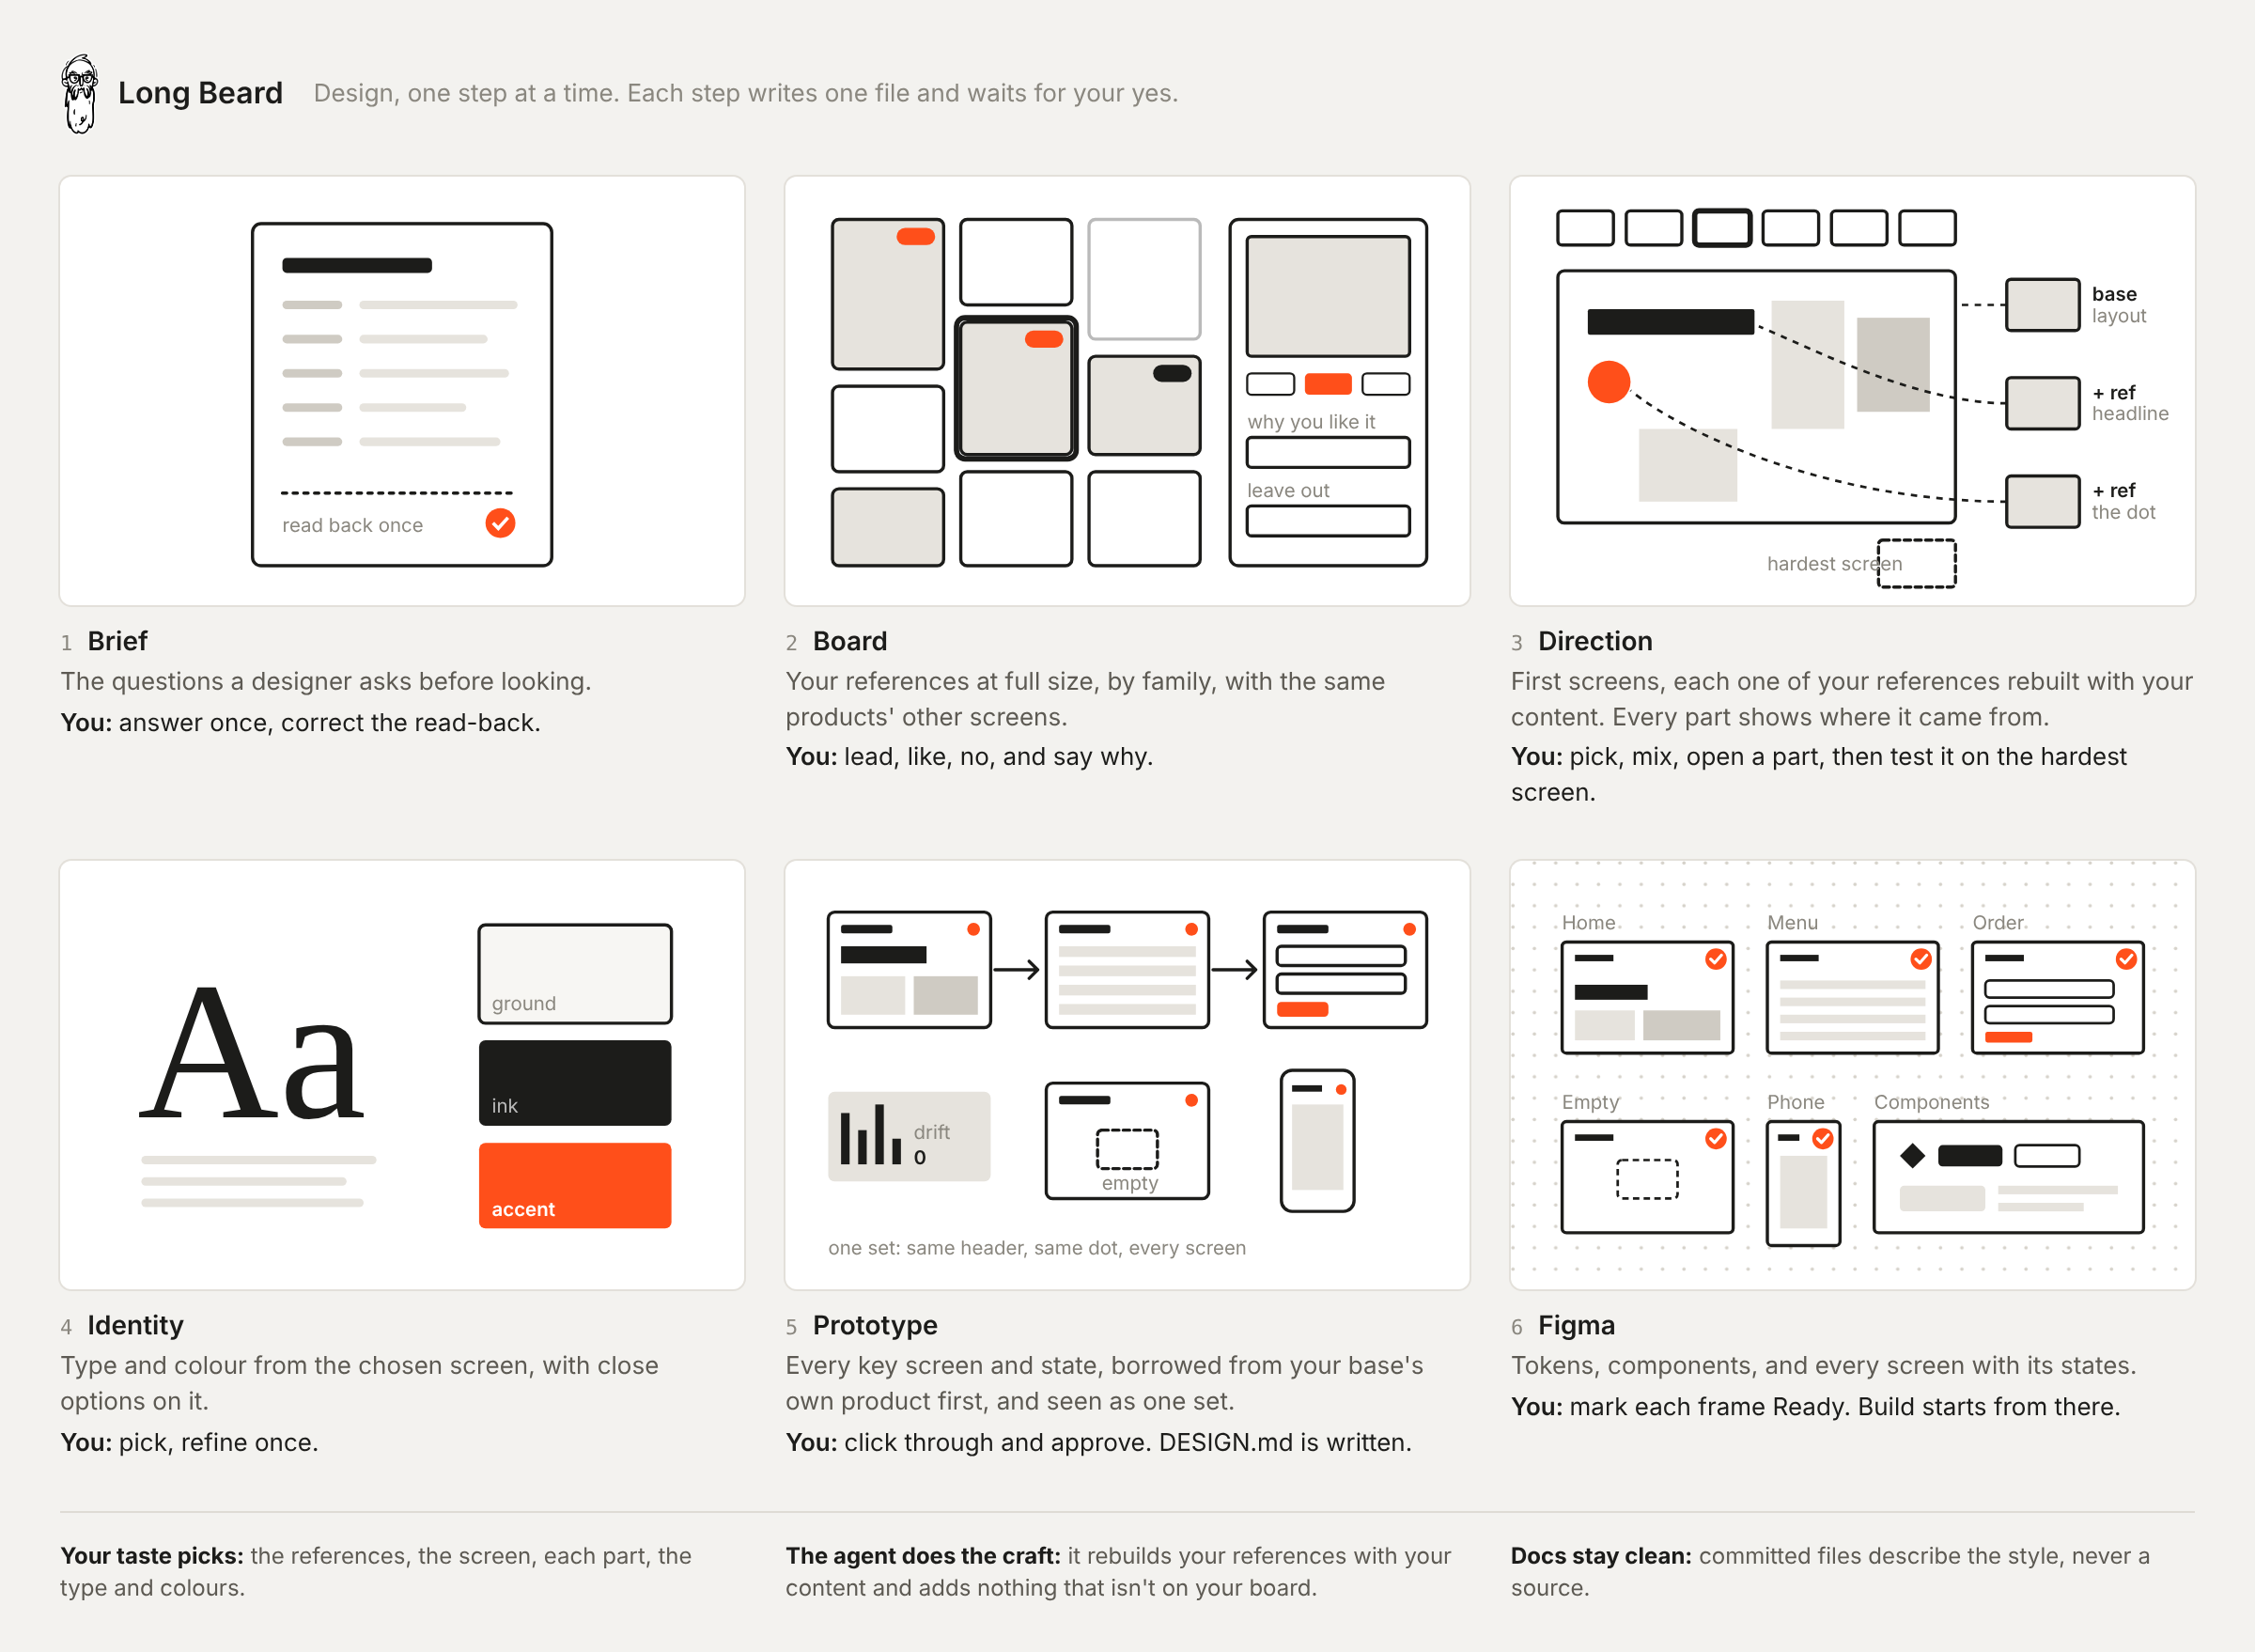 Long Beard
Design, one step at a time. Each step writes one file and waits for your yes.
read back once
1 Brief
The questions a designer asks before looking.
You: answer once, correct the read-back.
why you like it
leave out
2 Board
Your references at full size, by family, with the same
products' other screens.
You: lead, like, no, and say why.
base
layout
+ ref
headline
+ ref
the dot
hardest screen
3 Direction
First screens, each one of your references rebuilt with your
content. Every part shows where it came from.
You: pick, mix, open a part, then test it on the hardest
screen.
Aa
ground
ink
accent
4 Identity
Type and colour from the chosen screen, with close
options on it.
You: pick, refine once.
drift
0
empty
one set: same header, same dot, every screen
5 Prototype
Every key screen and state, borrowed from your base's
own product first, and seen as one set.
You: click through and approve. DESIGN.md is written.
Home
Menu
Order
Empty
Phone
Components
6 Figma
Tokens, components, and every screen with its states.
You: mark each frame Ready. Build starts from there.
Your taste picks: the references, the screen, each part, the
type and colours.
The agent does the craft: it rebuilds your references with your
content and adds nothing that isn't on your board.
Docs stay clean: committed files describe the style, never a
source.